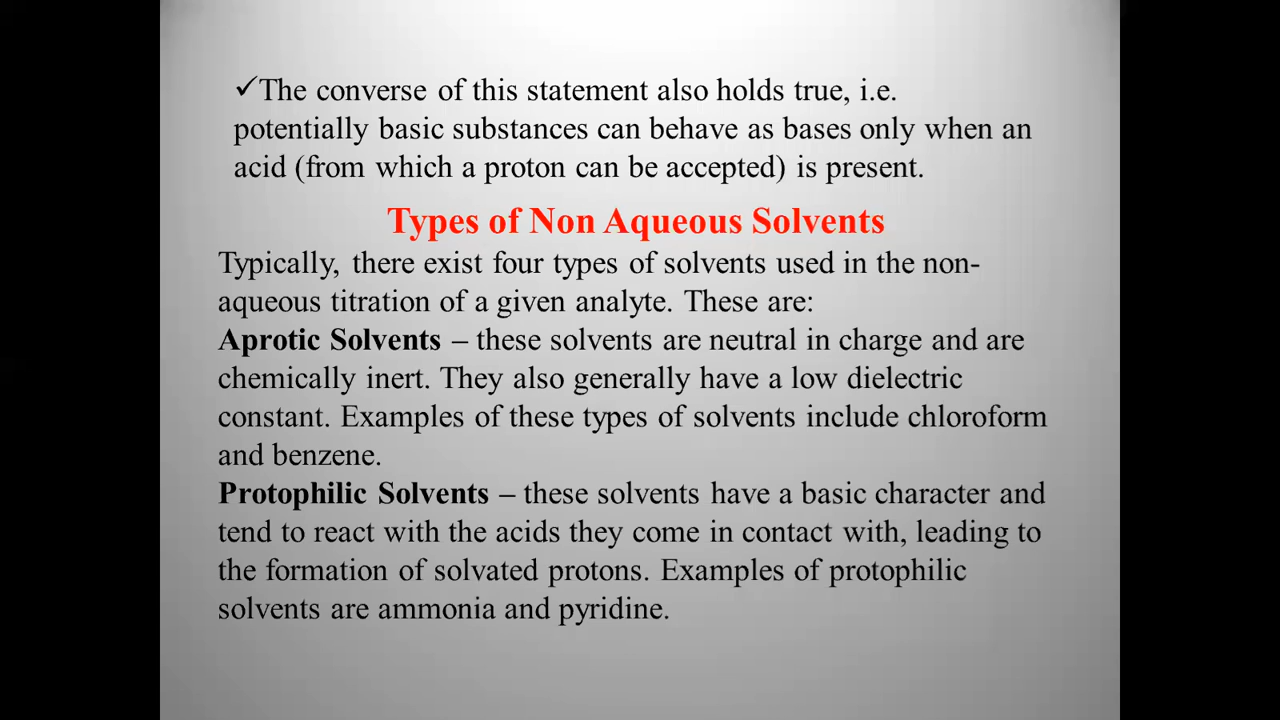 ✓The converse of this statement also holds true, i.e.
potentially basic substances can behave as bases only when an
acid (from which a proton can be accepted) is present.
Types of Non Aqueous Solvents
Typically, there exist four types of solvents used in the non-
aqueous titration of a given analyte. These are:
Aprotic Solvents – these solvents are neutral in charge and are
chemically inert. They also generally have a low dielectric
constant. Examples of these types of solvents include chloroform
and benzene.
Protophilic Solvents – these solvents have a basic character and
tend to react with the acids they come in contact with, leading to
the formation of solvated protons. Examples of protophilic
solvents are ammonia and pyridine.